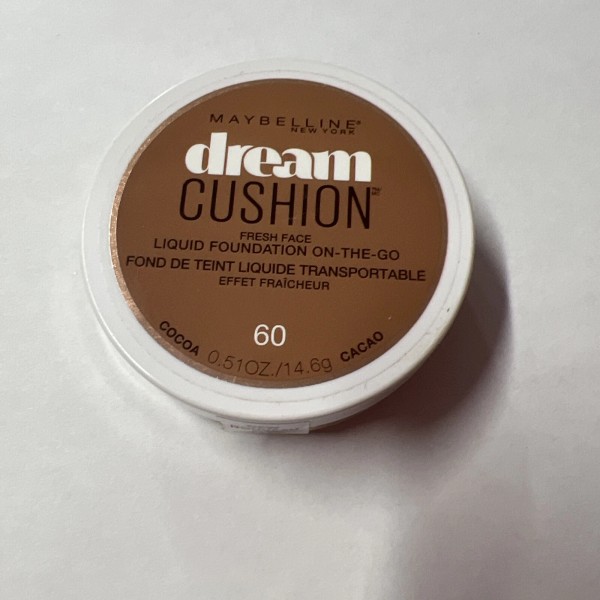 MAYBELLINE®
NEW YORK
dream
CUSHION™
FRESH FACE
LIQUID FOUNDATION ON-THE-GO
FOND DE TEINT LIQUIDE TRANSPORTABLE
EFFET FRAÎCHEUR
60
COCOA 0.51OZ./14.6g CACAO